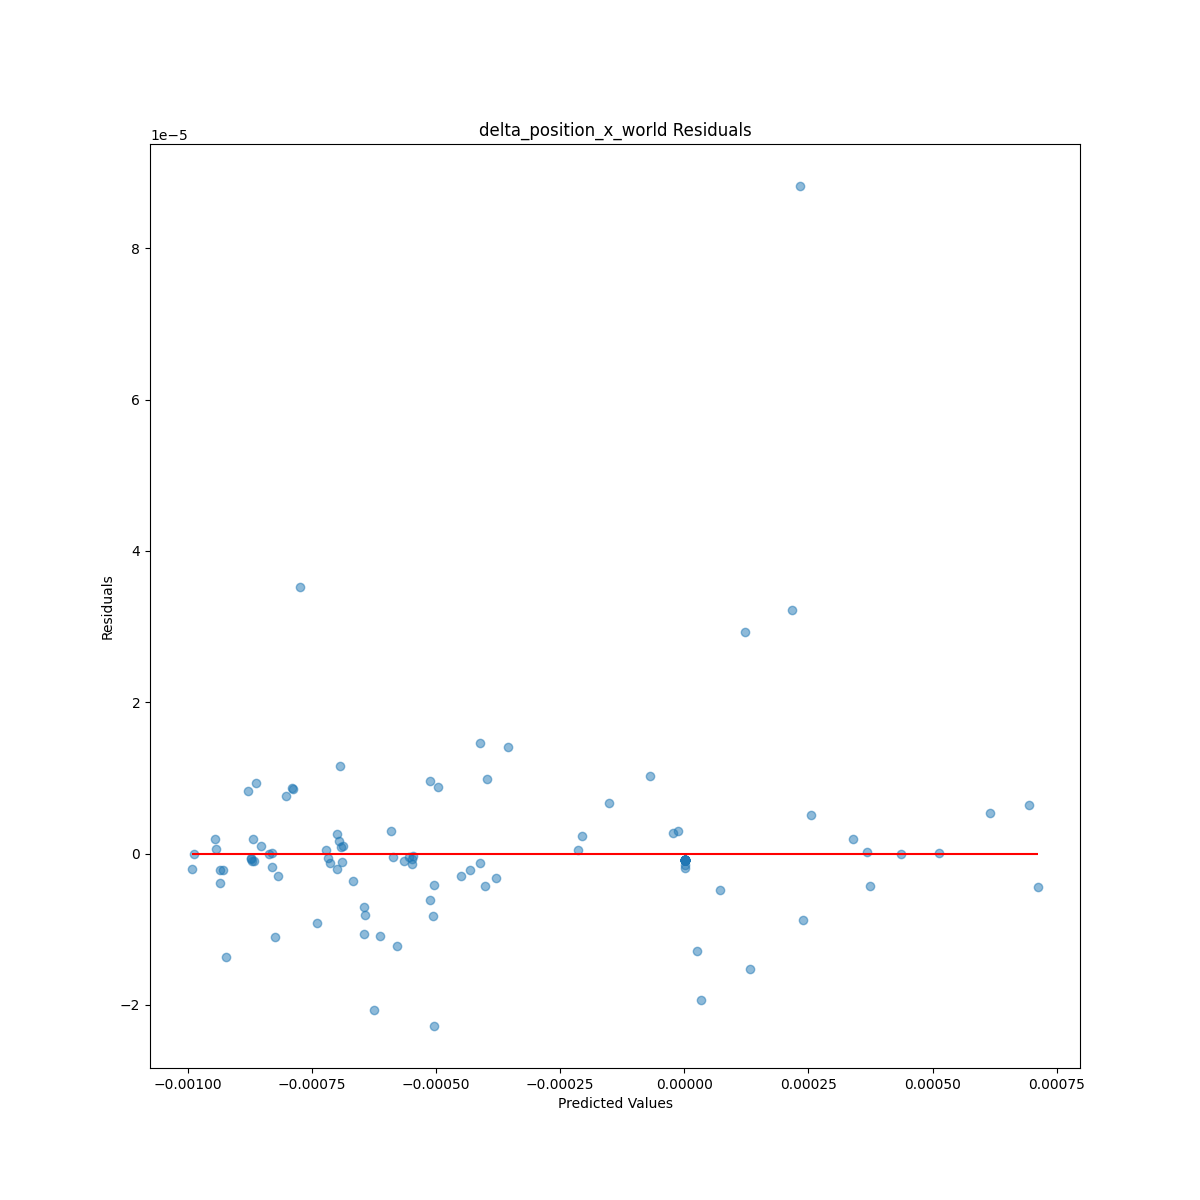 delta_position_x_world Residuals
1e−5
8
6
4
2
0
−2
Residuals
−0.00100 −0.00075 −0.00050 −0.00025 0.00000 0.00025 0.00050 0.00075
Predicted Values